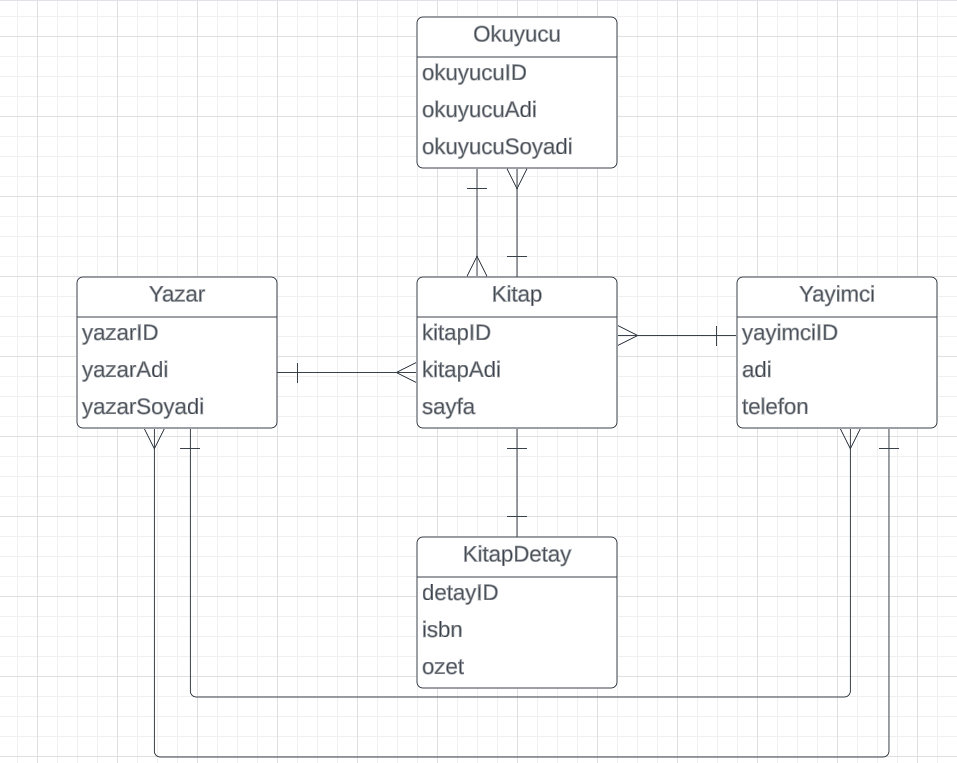 Okuyucu
okuyucuID
okuyucuAdi
okuyucuSoyadi
Yazar
yazarID
yazarAdi
yazarSoyadi
Kitap
kitapID
kitapAdi
sayfa
Yayimci
yayimciID
adi
telefon
KitapDetay
detayID
isbn
ozet